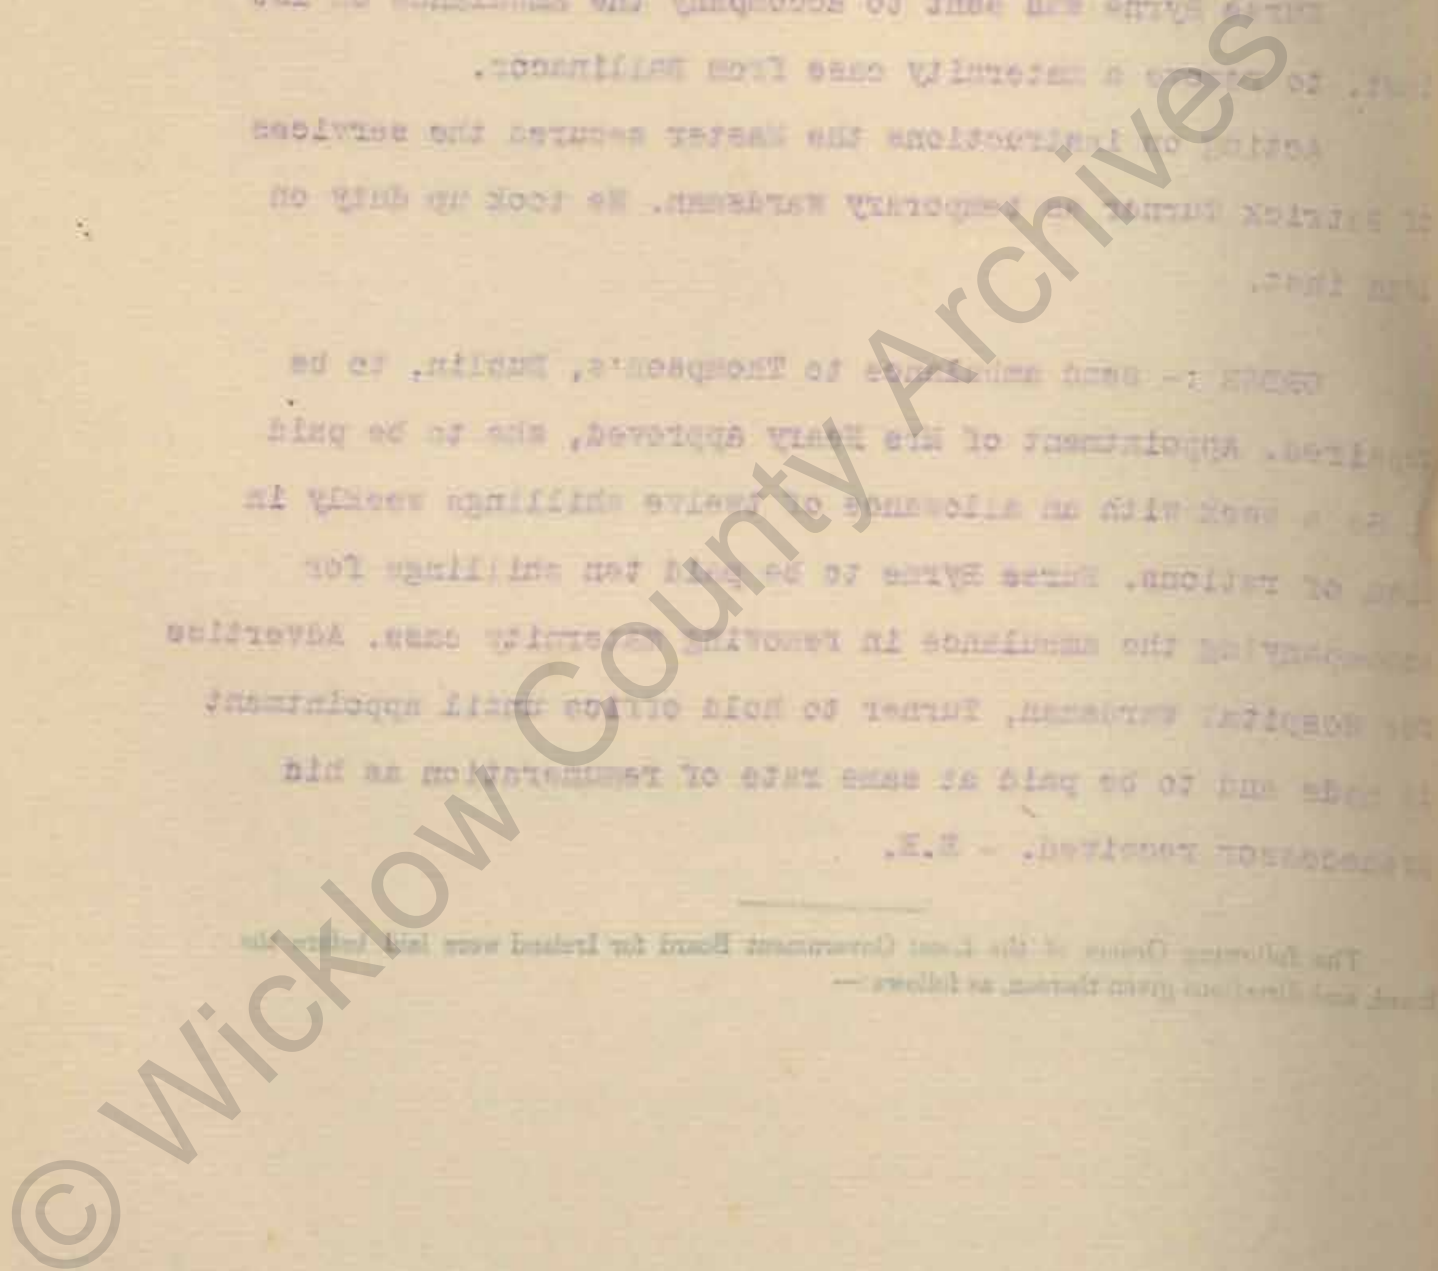 Nurse Byrne was sent to accompany the ambulance on 1st
inst. to a maternity case from Ballinacor.
Acting on instructions the Master secured the services
of Patrick Turner as temporary Wardsman. He took up duty on
inst.
ORDER :- Send ambulance to Thompson's, Dublin, to be
repaired. Appointment of Mrs Approved, she to be paid
a week with an allowance of twelve shillings weekly in
lieu of rations. Nurse Byrne to be paid ten shillings for
accompanying the ambulance in removing maternity case. Advertise
for Hospital Wardsman, Turner to hold office until appointment
is made and to be paid at same rate of remuneration as hid
predecessor received. - E.E.
The following Orders of the Local Government Board for Ireland were laid before the
Board, and directions given thereon, as follows :—
© Wicklow County Archives